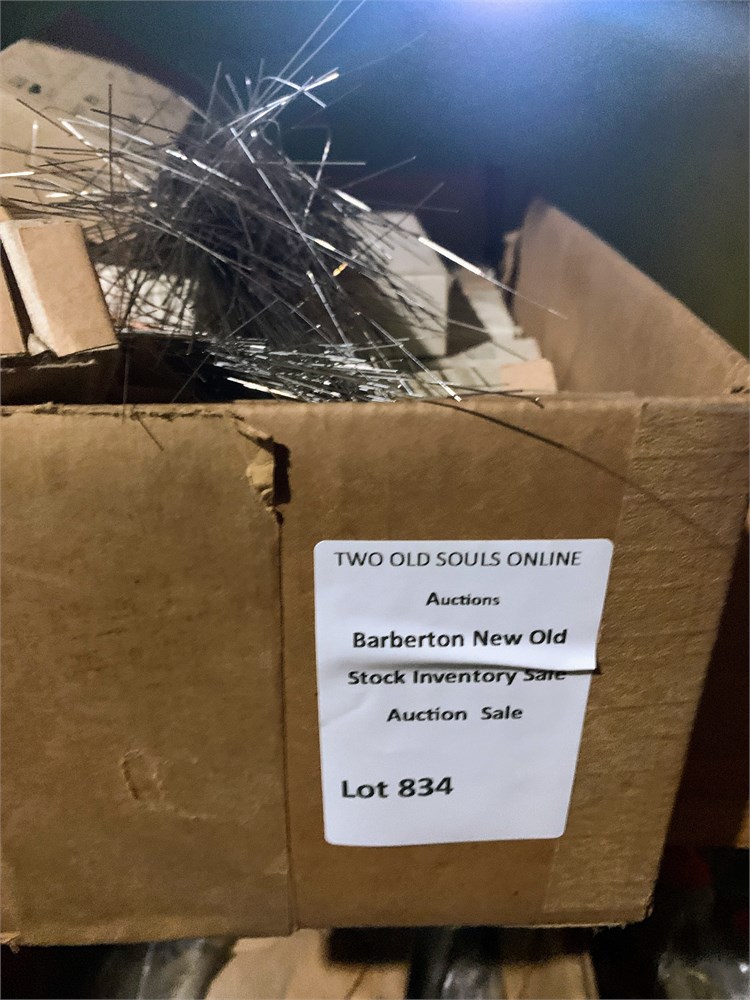 TWO OLD SOULS ONLINE
Auctions
Barberton New Old
Stock Inventory Sale
Auction Sale
Lot 834